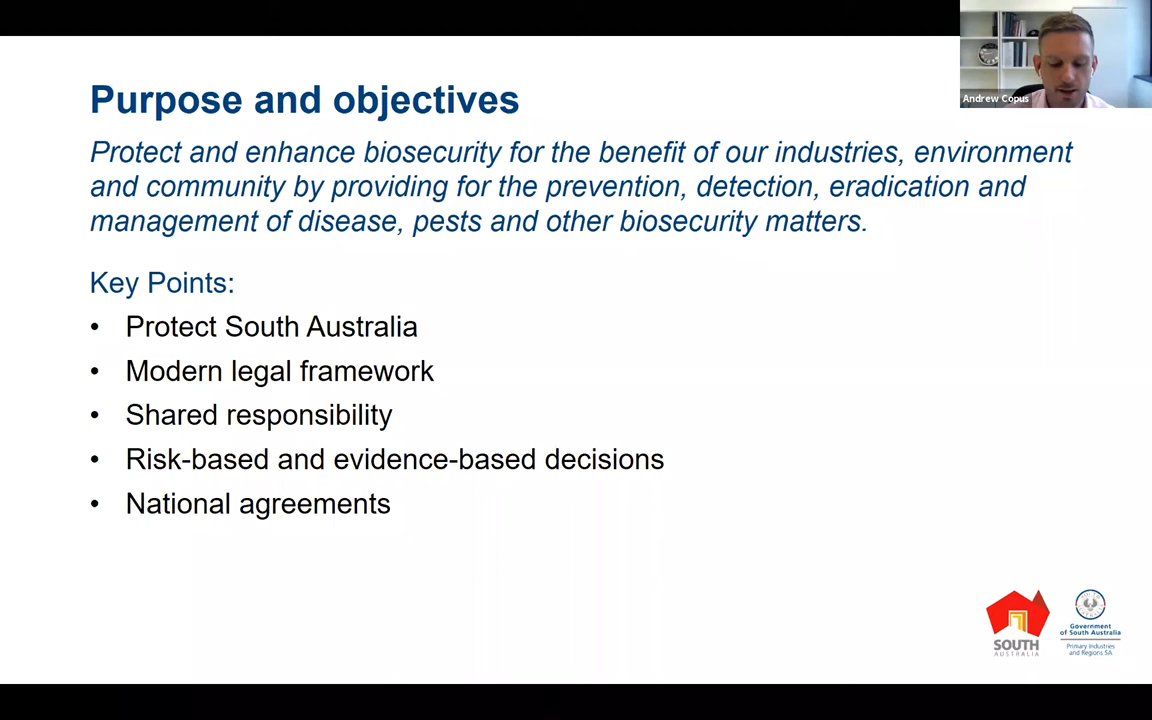 Purpose and objectives
Protect and enhance biosecurity for the benefit of our industries, environment
and community by providing for the prevention, detection, eradication and
management of disease, pests and other biosecurity matters.
Key Points:
• Protect South Australia
• Modern legal framework
• Shared responsibility
• Risk-based and evidence-based decisions
• National agreements
Andrew Copus
SOUTH
AUSTRALIA
Government
of South Australia
Primary Industries
and Regions SA